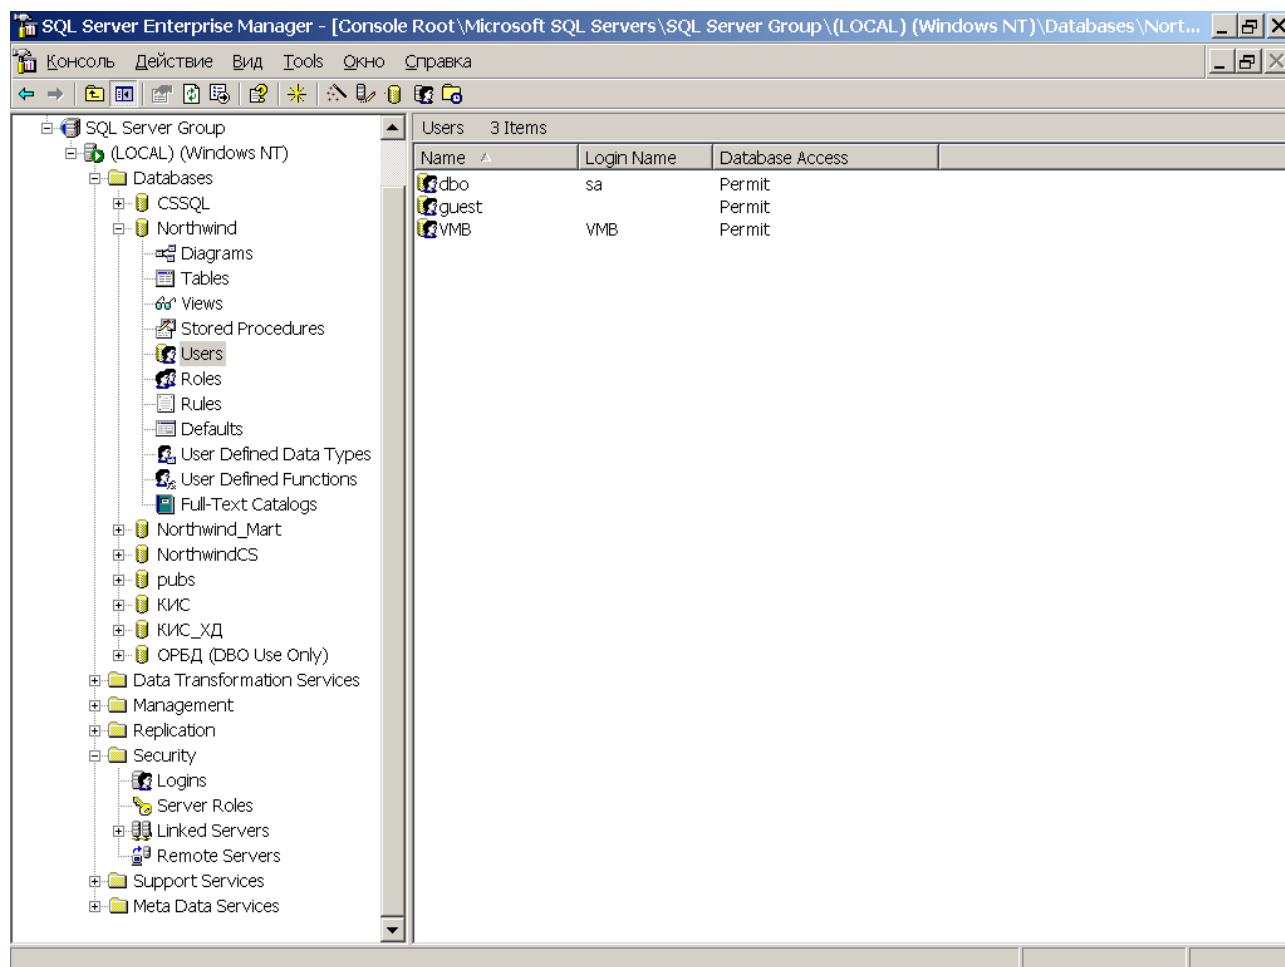 SQL Server Enterprise Manager - [Console Root\Microsoft SQL Servers\SQL Server Group\(LOCAL) (Windows NT)\Databases\Nort...
Консоль Действие Вид Tools Окно Справка
SQL Server Group
(LOCAL) (Windows NT)
Databases
CSSQL
Northwind
Diagrams
Tables
Views
Stored Procedures
Users
Roles
Rules
Defaults
User Defined Data Types
User Defined Functions
Full-Text Catalogs
Northwind_Mart
NorthwindCS
pubs
КИС
КИС_ХД
ОРБД (DBO Use Only)
Data Transformation Services
Management
Replication
Security
Logins
Server Roles
Linked Servers
Remote Servers
Support Services
Meta Data Services
Users 3 Items
Name Login Name Database Access
dbo sa Permit
guest Permit
VMB VMB Permit